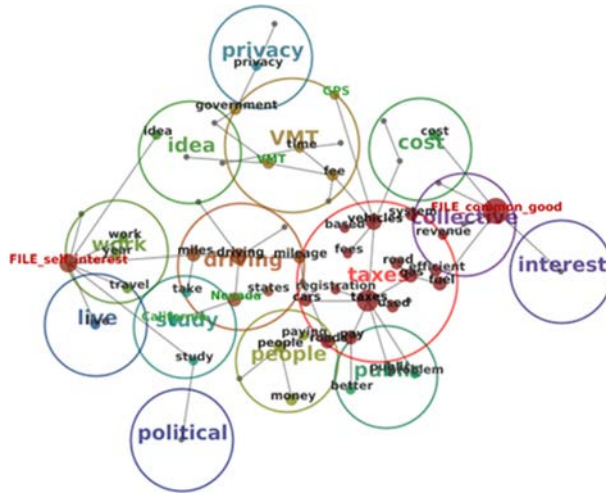 privacy
privacy
GPS
government
idea
idea
VMT
time
VMT
fee
cost
cost
FILE_common_good
collective
system
vehicles
based
revenue
work
work
year
FILE_self_interest
miles
driving
driving
mileage
fees
taxes
road
gas
efficient
fuel
interest
travel
take
states
Nevada
registration
cars
taxes
used
live
live
California
study
study
paying
people
people
roads
pay
public
public
problem
better
money
political